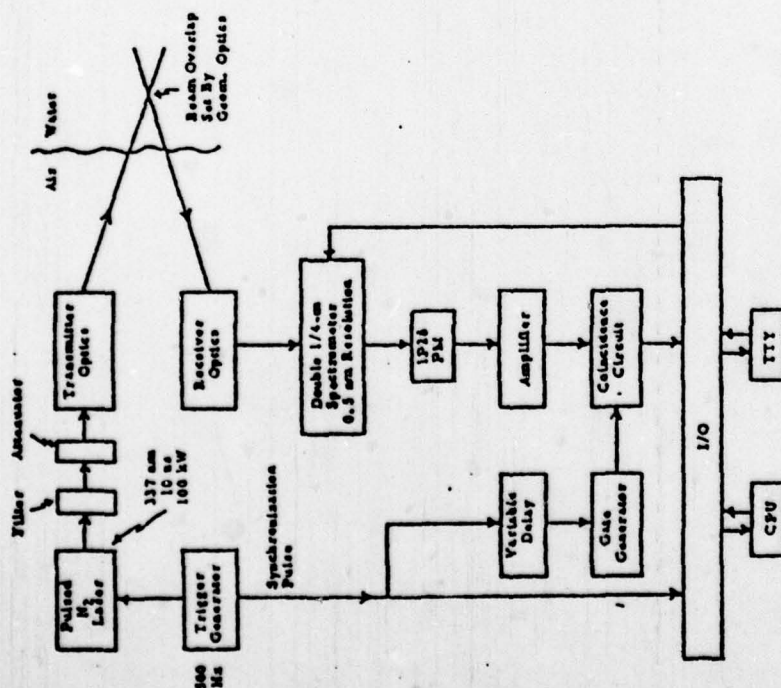 Filter
Attenuator
Pulsed
N2
Laser
337 nm
10 ns
100 kW
Transmitter
Optics
Air
Water
Beam Overlap
Set By
Geom. Optics
Trigger
Generator
Receiver
Optics
Synchronization
Pulse
Double 1/4-m
Spectrometer
0.5 nm Resolution
1P28
PM
Amplifier
Variable
Delay
Gate
Generator
Coincidence
Circuit
I/O
CPU
TTY